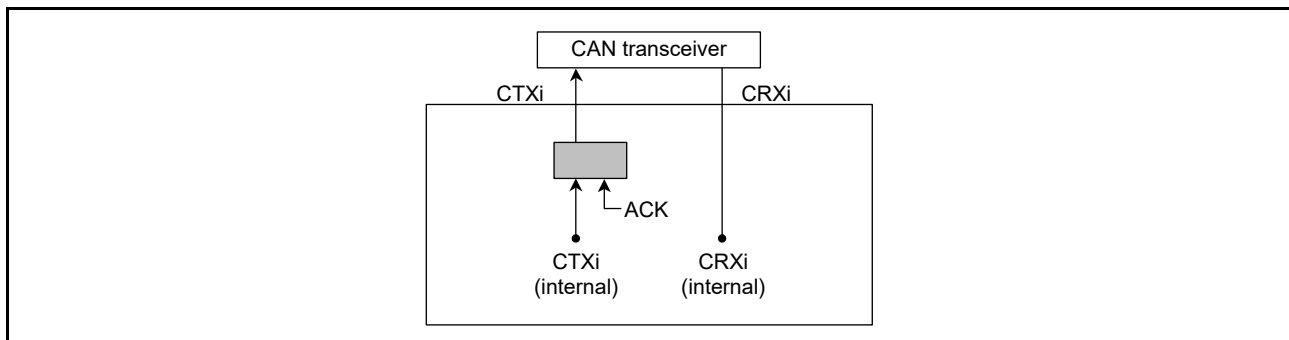 CAN transceiver
CTXi
CRXi
ACK
CTXi
(internal)
CRXi
(internal)